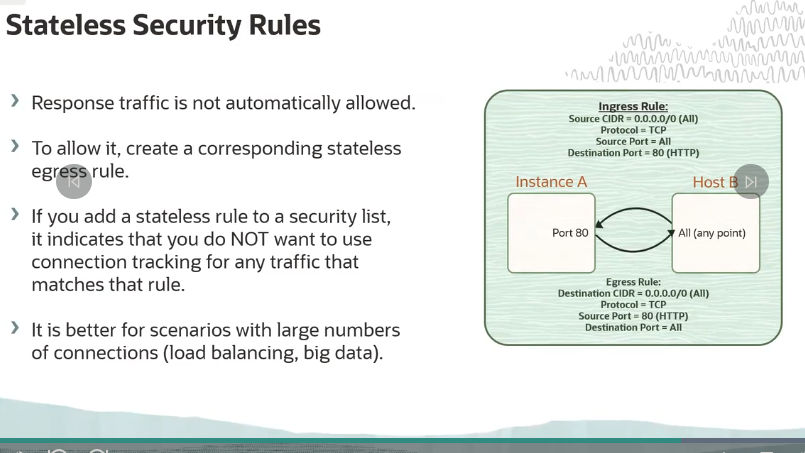 Stateless Security Rules
Response traffic is not automatically allowed.
To allow it, create a corresponding stateless
egress rule.
If you add a stateless rule to a security list,
it indicates that you do NOT want to use
connection tracking for any traffic that
matches that rule.
It is better for scenarios with large numbers
of connections (load balancing, big data).
Ingress Rule:
Source CIDR = 0.0.0.0/0 (All)
Protocol = TCP
Source Port = All
Destination Port = 80 (HTTP)
Instance A
Host B
Port 80
All (any point)
Egress Rule:
Destination CIDR = 0.0.0.0/0 (All)
Protocol = TCP
Source Port = 80 (HTTP)
Destination Port = All